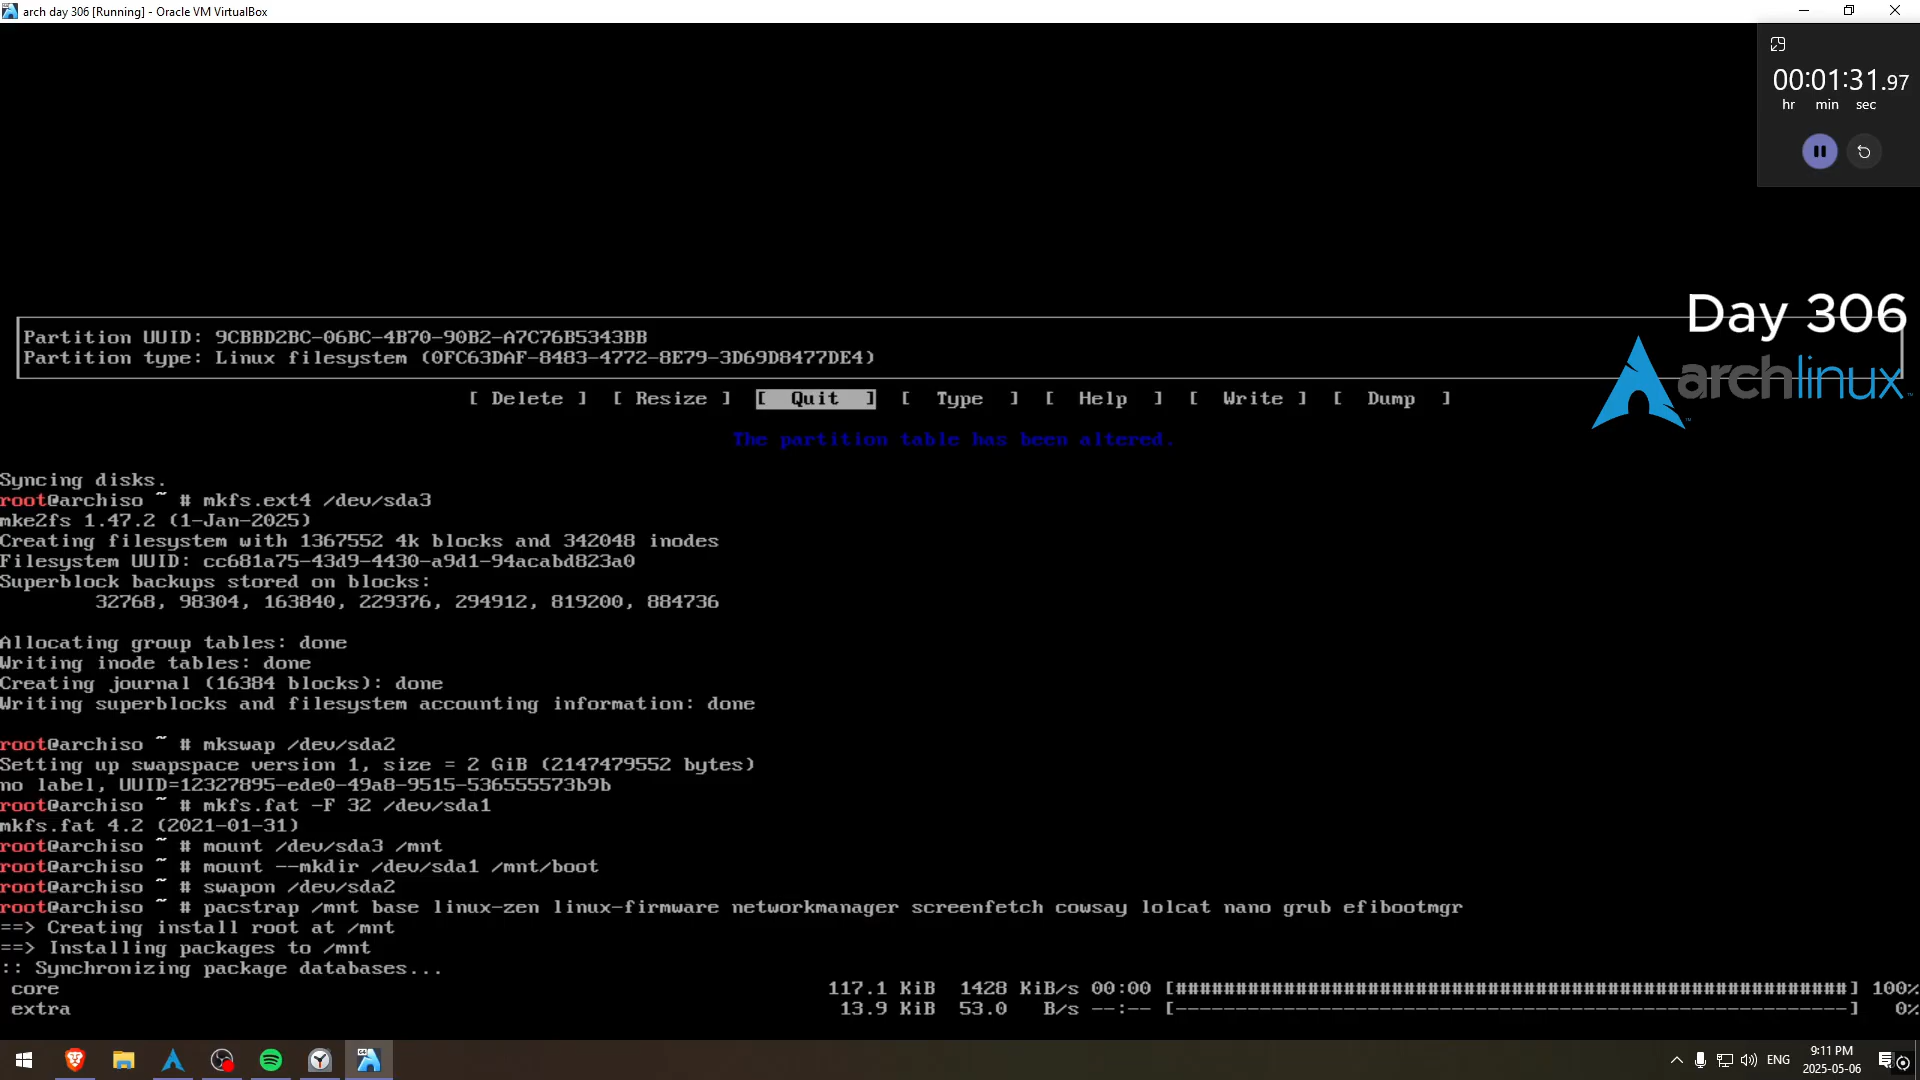 arch day 306 [Running] - Oracle VM VirtualBox
00:01:31.97
hr min sec
Day 306
archlinux
Partition UUID: 9CBBD2BC-06BC-4B70-90B2-A7C76B5343BB
Partition type: Linux filesystem (0FC63DAF-8483-4772-8E79-3D69D8477DE4)
[ Delete ] [ Resize ] [ Quit ] [ Type ] [ Help ] [ Write ] [ Dump ]
The partition table has been altered.
Syncing disks.
root@archiso ~ # mkfs.ext4 /dev/sda3
mke2fs 1.47.2 (1-Jan-2025)
Creating filesystem with 1367552 4k blocks and 342048 inodes
Filesystem UUID: cc681a75-43d9-4430-a9d1-94acabd823a0
Superblock backups stored on blocks:
32768, 98304, 163840, 229376, 294912, 819200, 884736
Allocating group tables: done
Writing inode tables: done
Creating journal (16384 blocks): done
Writing superblocks and filesystem accounting information: done
root@archiso ~ # mkswap /dev/sda2
Setting up swapspace version 1, size = 2 GiB (2147479552 bytes)
no label, UUID=12327895-ede0-49a8-9515-536555573b9b
root@archiso ~ # mkfs.fat -F 32 /dev/sda1
mkfs.fat 4.2 (2021-01-31)
root@archiso ~ # mount /dev/sda3 /mnt
root@archiso ~ # mount --mkdir /dev/sda1 /mnt/boot
root@archiso ~ # swapon /dev/sda2
root@archiso ~ # pacstrap /mnt base linux-zen linux-firmware networkmanager screenfetch cowsay lolcat nano grub efibootmgr
==> Creating install root at /mnt
==> Installing packages to /mnt
:: Synchronizing package databases...
core 117.1 KiB 1428 KiB/s 00:00 [########################################################] 100%
extra 13.9 KiB 53.0 B/s --:-- [--------------------------------------------------------] 0%
ENG
9:11 PM
2025-05-06